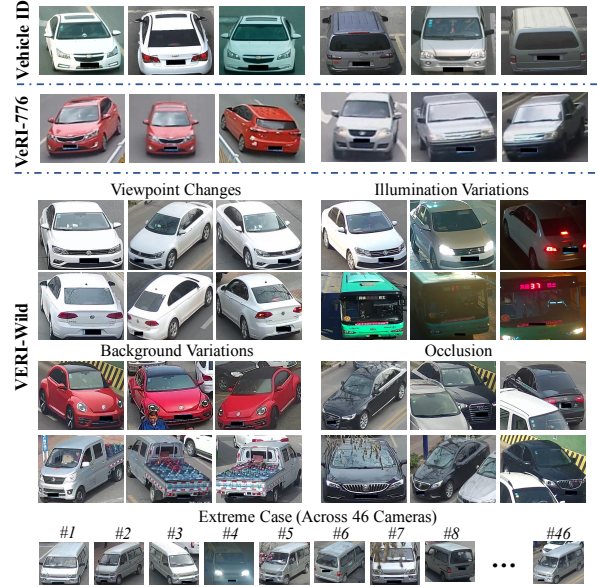 Vehicle ID
VeRI-776
VERI-Wild
Viewpoint Changes
Illumination Variations
37
Background Variations
Occlusion
Extreme Case (Across 46 Cameras)
#1 #2 #3 #4 #5 #6 #7 #8 ... #46